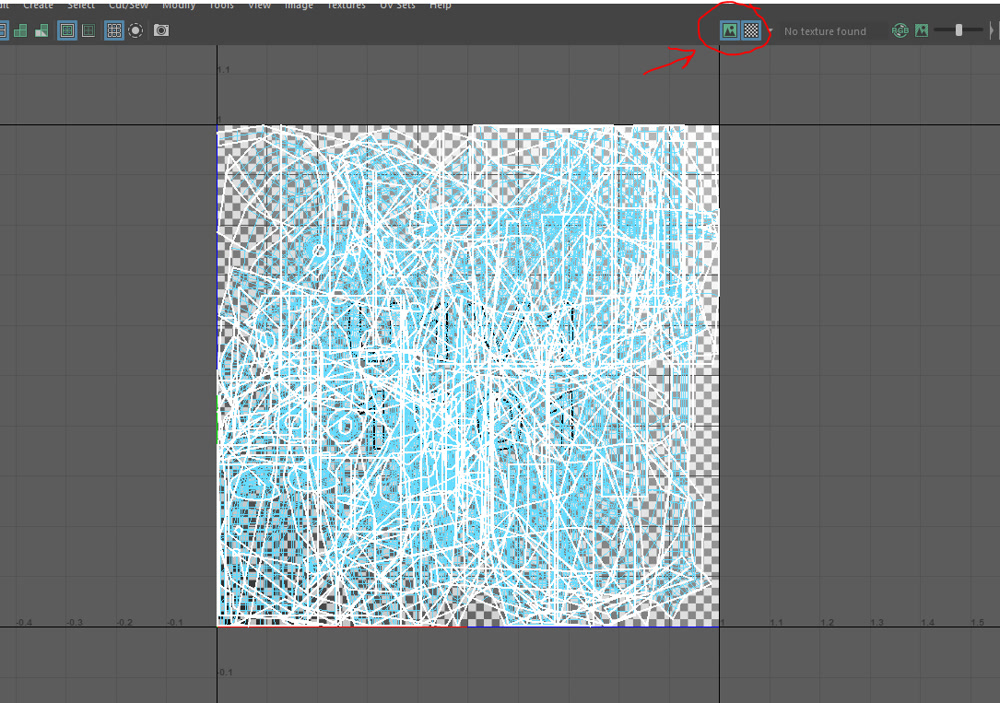 Create Select Cut/Sew Modify Tools View Image Textures UV Sets Help
No texture found RGB
1.1
1
-0.4 -0.3 -0.2 -0.1 1 1.1 1.2 1.3 1.4 1.5
-0.1